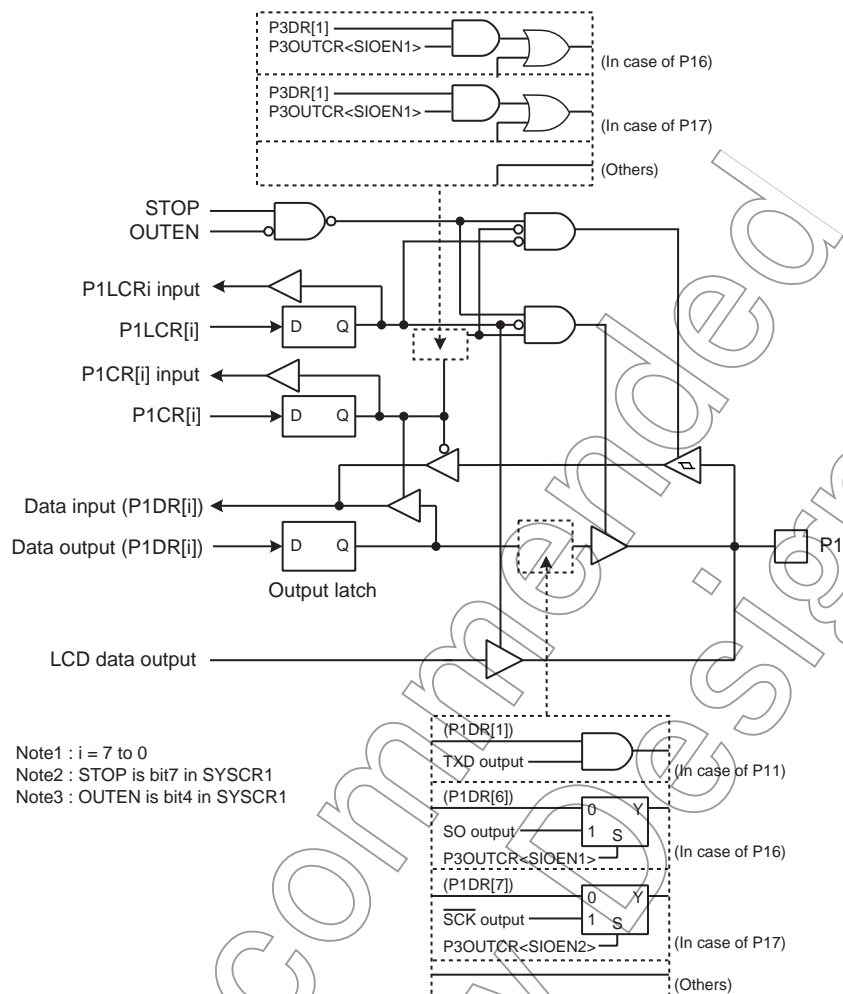 P3DR[1]
P3OUTCR<SIOEN1>
(In case of P16)
P3DR[1]
P3OUTCR<SIOEN1>
(In case of P17)
(Others)
STOP
OUTEN
P1LCRi input
P1LCR[i]
D Q
P1CR[i] input
P1CR[i]
D Q
Data input (P1DR[i])
Data output (P1DR[i])
D Q
P1
Output latch
LCD data output
Note1 : i = 7 to 0
Note2 : STOP is bit7 in SYSCR1
Note3 : OUTEN is bit4 in SYSCR1
(P1DR[1])
TXD output
(In case of P11)
(P1DR[6])
0 Y
SO output
1 S
P3OUTCR<SIOEN1>
(In case of P16)
(P1DR[7])
0 Y
SCK output
1 S
P3OUTCR<SIOEN2>
(In case of P17)
(Others)
commended
w Design